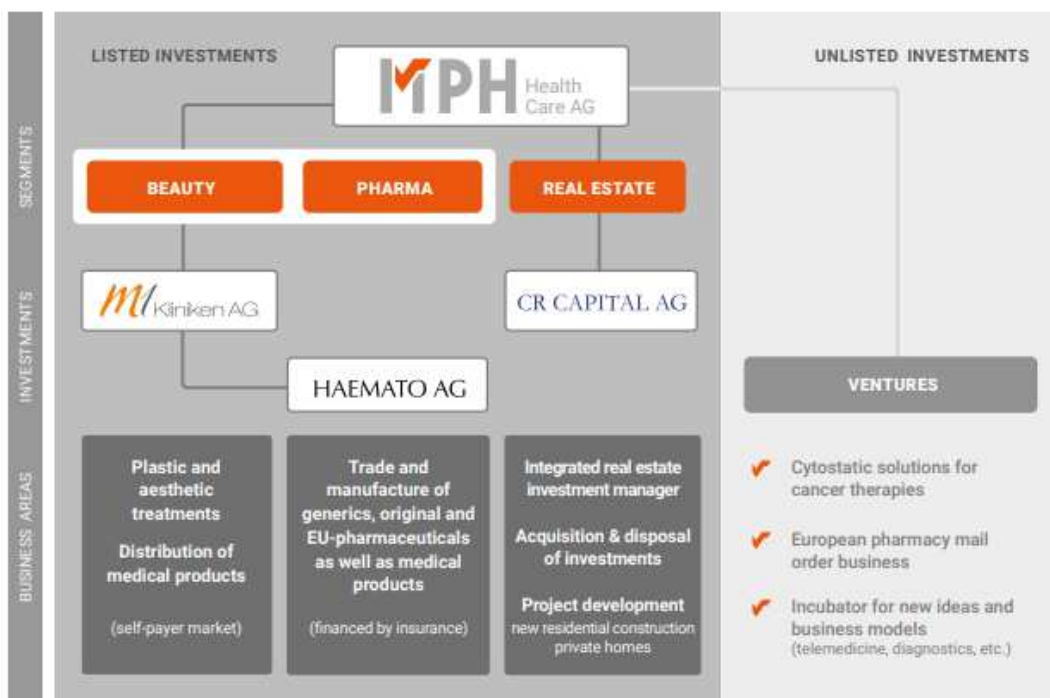 LISTED INVESTMENTS
UNLISTED INVESTMENTS
MPH Health
Care AG
SEGMENTS
BEAUTY
PHARMA
REAL ESTATE
INVESTMENTS
M1 Kliniken AG
CR CAPITAL AG
HAEMATO AG
VENTURES
BUSINESS AREAS
Plastic and
aesthetic
treatments
Distribution of
medical products
(self-payer market)
Trade and
manufacture of
generics, original and
EU-pharmaceuticals
as well as medical
products
(financed by insurance)
Integrated real estate
investment manager
Acquisition & disposal
of investments
Project development
new residential construction
private homes
Cytostatic solutions for
cancer therapies
European pharmacy mail
order business
Incubator for new ideas and
business models
(telemedicine, diagnostics, etc.)